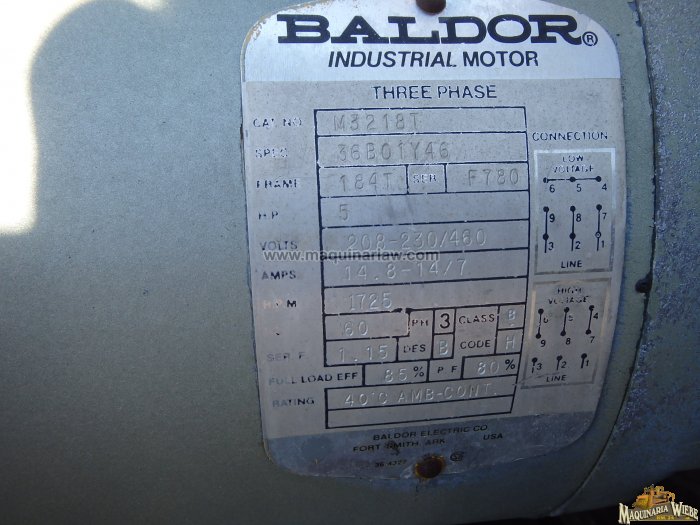 BALDOR®
INDUSTRIAL MOTOR
THREE PHASE
CAT. NO. M3218T
SPEC. 36B01Y46
FRAME 184T SER. F780
H.P. 5
VOLTS 208-230/460
AMPS 14.8-14/7
R.P.M. 1725
60 PH 3 CLASS B
SER. F. 1.15 DES B CODE H
FULL LOAD EFF 85% P F 80%
RATING 40°C AMB-CONT.
BALDOR ELECTRIC CO.
FORT SMITH, ARK. USA
CONNECTION
LOW VOLTAGE
6 5 4
9 8 7
3 2 1
LINE
HIGH VOLTAGE
6 5 4
9 8 7
3 2 1
LINE
www.maquinariaw.com
MAQUINARIA WIEBE